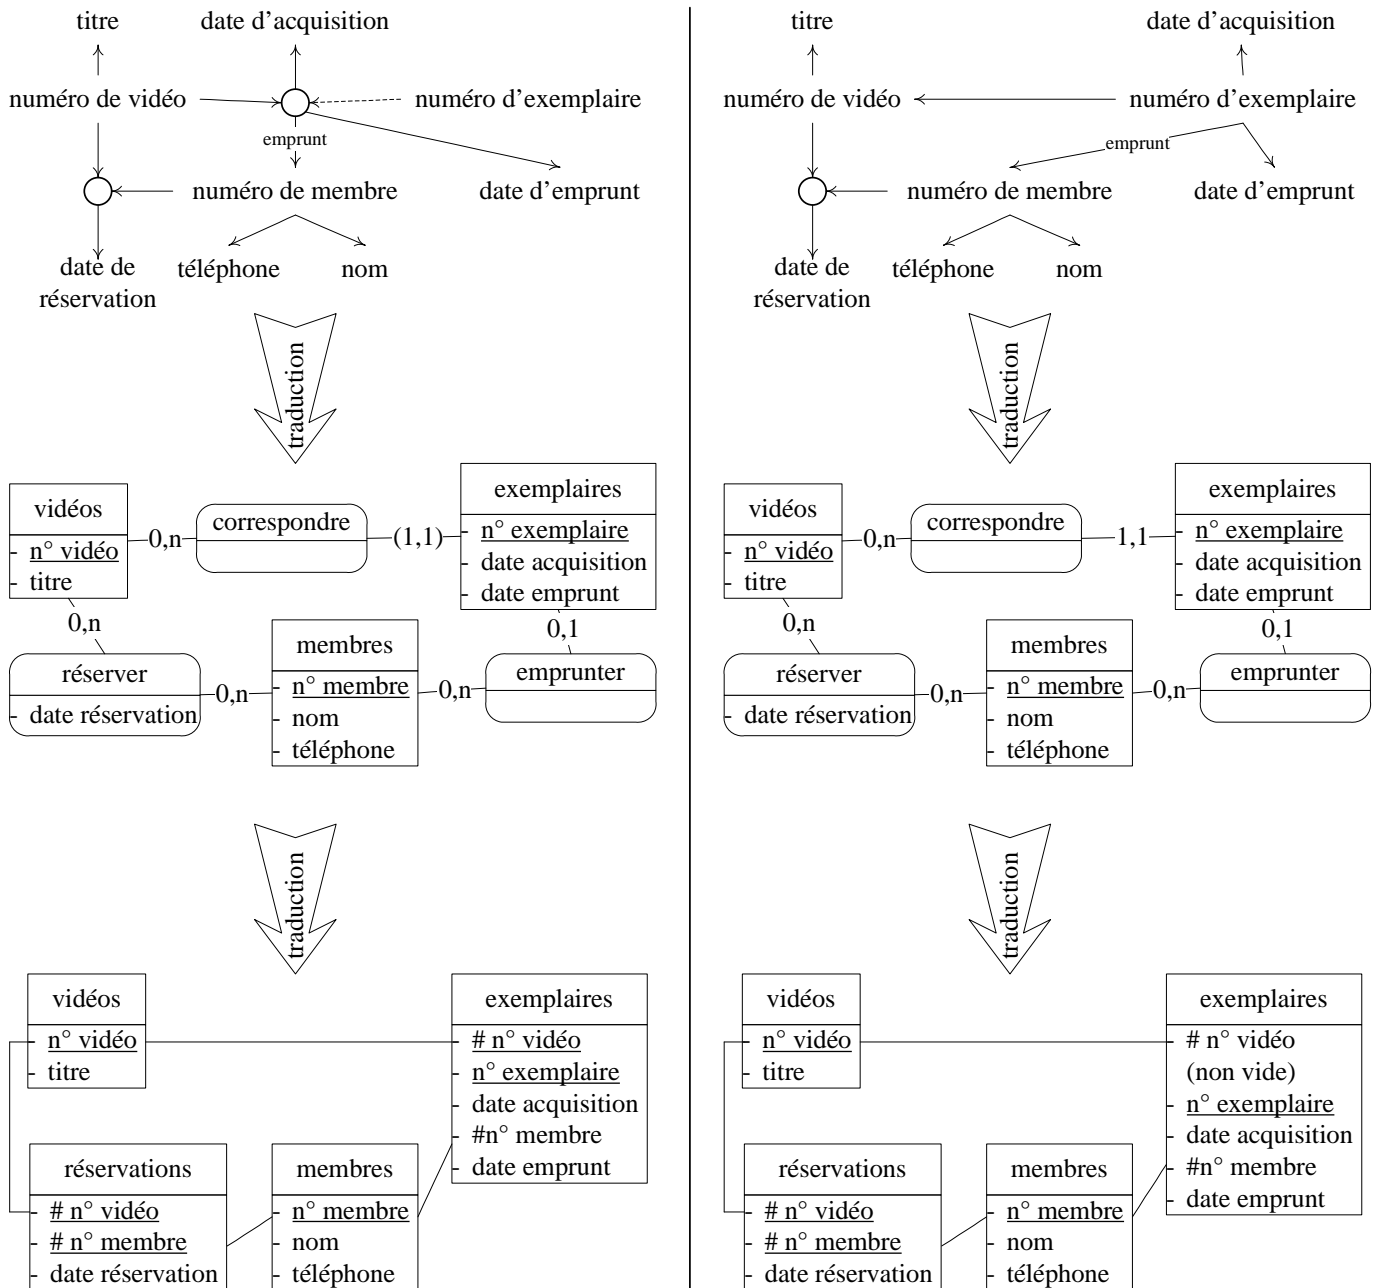 titre
date d'acquisition
numéro de vidéo
numéro d'exemplaire
emprunt
numéro de membre
date d'emprunt
date de
réservation
téléphone
nom
traduction
vidéos
n° vidéo
titre
0,n
correspondre
(1,1)
exemplaires
n° exemplaire
date acquisition
date emprunt
0,n
0,1
réserver
date réservation
0,n
membres
n° membre
nom
téléphone
0,n
emprunter
traduction
vidéos
n° vidéo
titre
exemplaires
# n° vidéo
n° exemplaire
date acquisition
#n° membre
date emprunt
réservations
# n° vidéo
# n° membre
date réservation
membres
n° membre
nom
téléphone
titre
date d'acquisition
numéro de vidéo
numéro d'exemplaire
emprunt
numéro de membre
date d'emprunt
date de
réservation
téléphone
nom
traduction
vidéos
n° vidéo
titre
0,n
correspondre
1,1
exemplaires
n° exemplaire
date acquisition
date emprunt
0,n
0,1
réserver
date réservation
0,n
membres
n° membre
nom
téléphone
0,n
emprunter
traduction
vidéos
n° vidéo
titre
exemplaires
# n° vidéo
(non vide)
n° exemplaire
date acquisition
#n° membre
date emprunt
réservations
# n° vidéo
# n° membre
date réservation
membres
n° membre
nom
téléphone